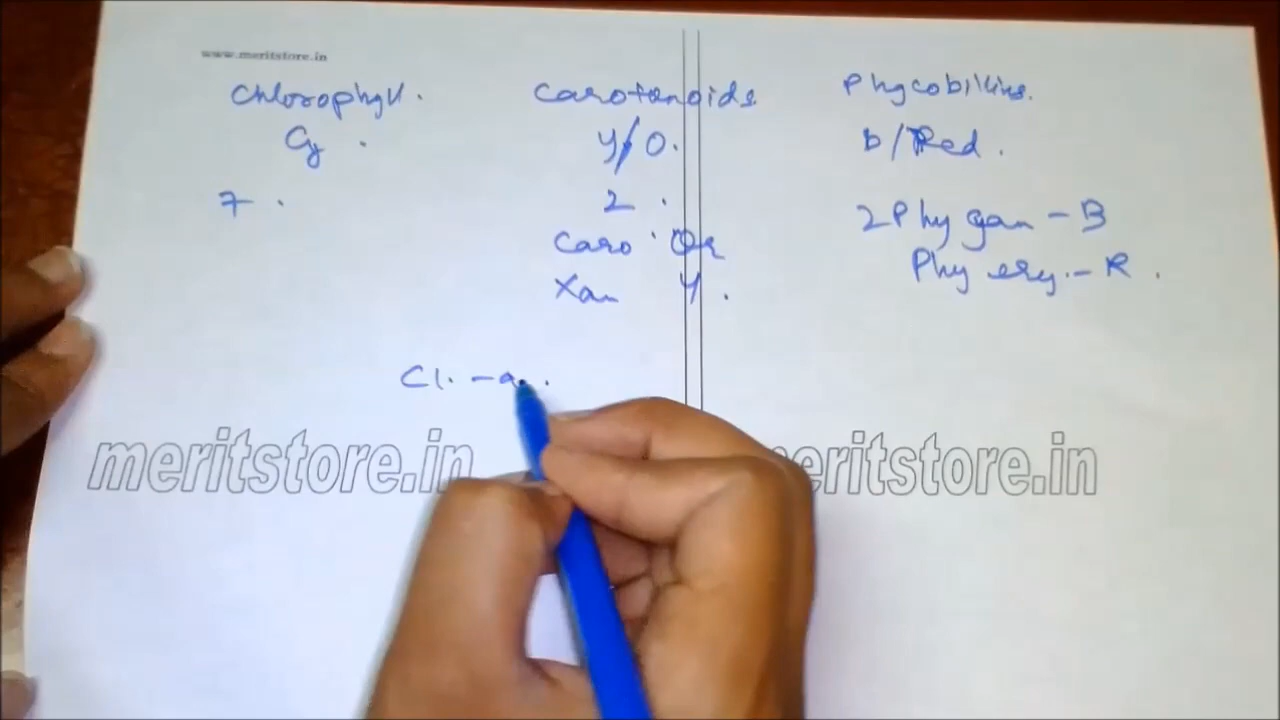 www.meritstore.in
Chlorophyll. Carotonoids Phycobilins.
G. Y/O. b/Red.
7. 2. 2 Phy cyan - B
Caro Or Phy ery. - R.
Xan Y.
Cl. - a.
meritstore.in meritstore.in